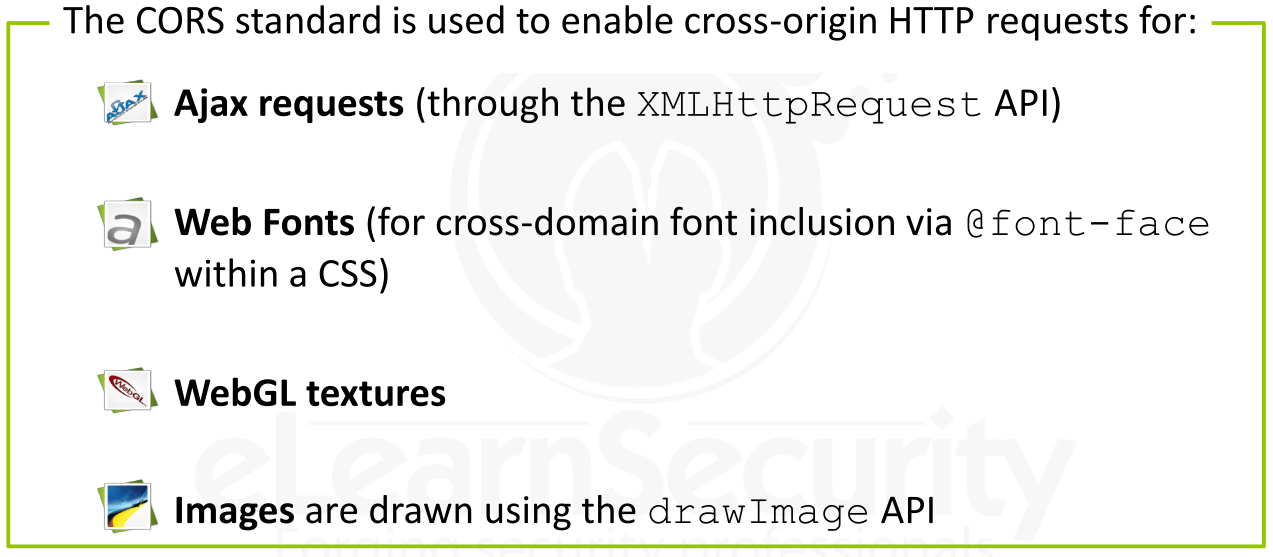 The CORS standard is used to enable cross-origin HTTP requests for:
AJAX
Ajax requests (through the XMLHttpRequest API)
a
Web Fonts (for cross-domain font inclusion via @font-face
within a CSS)
WebGL
WebGL textures
Images are drawn using the drawImage API
eLearnSecurity
Forging security professionals